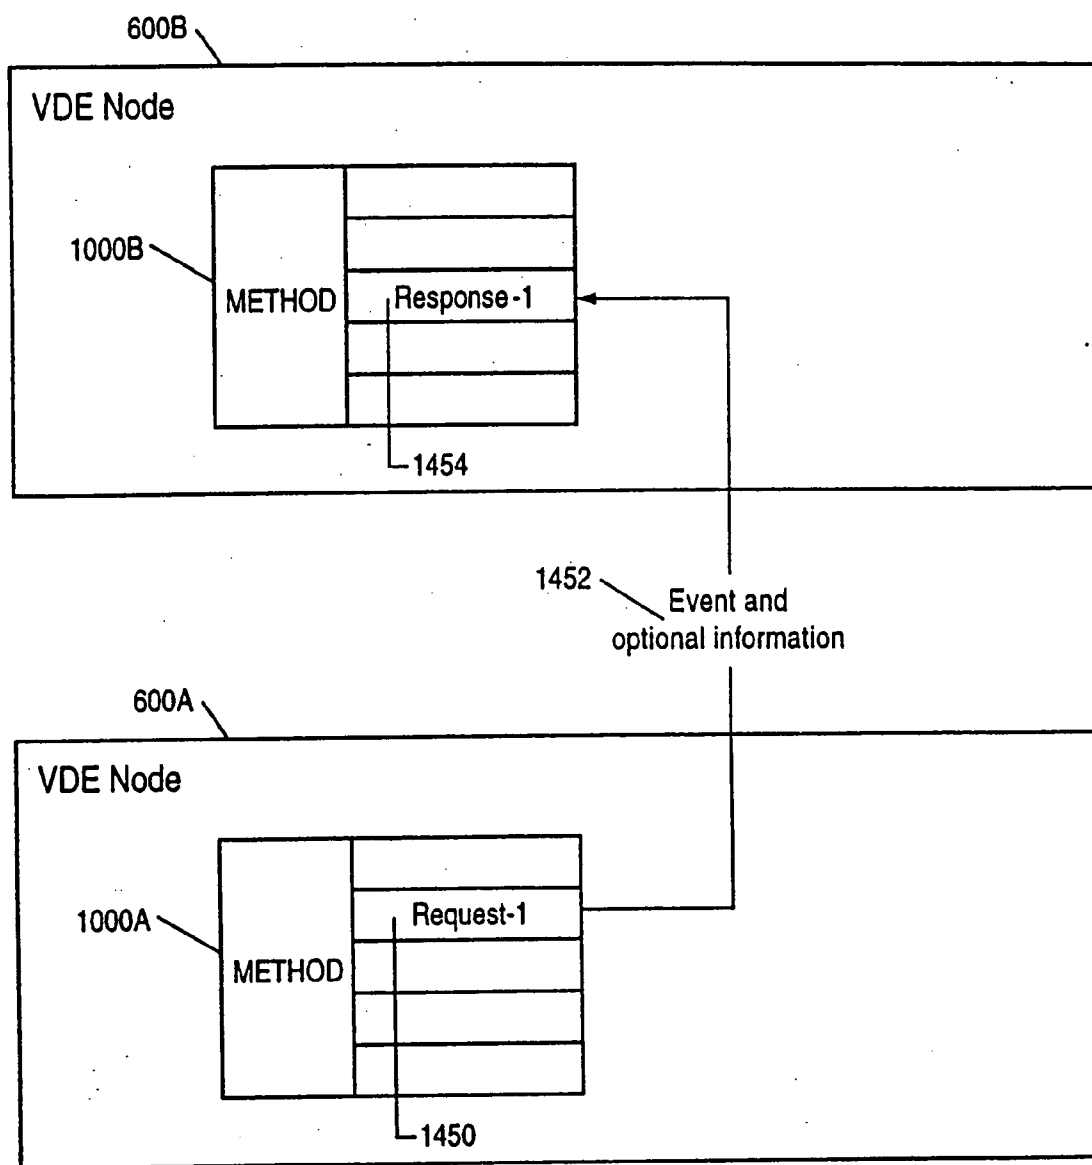 600B
VDE Node
1000B
METHOD
Response-1
1454
1452
Event and
optional information
600A
VDE Node
1000A
Request-1
METHOD
1450